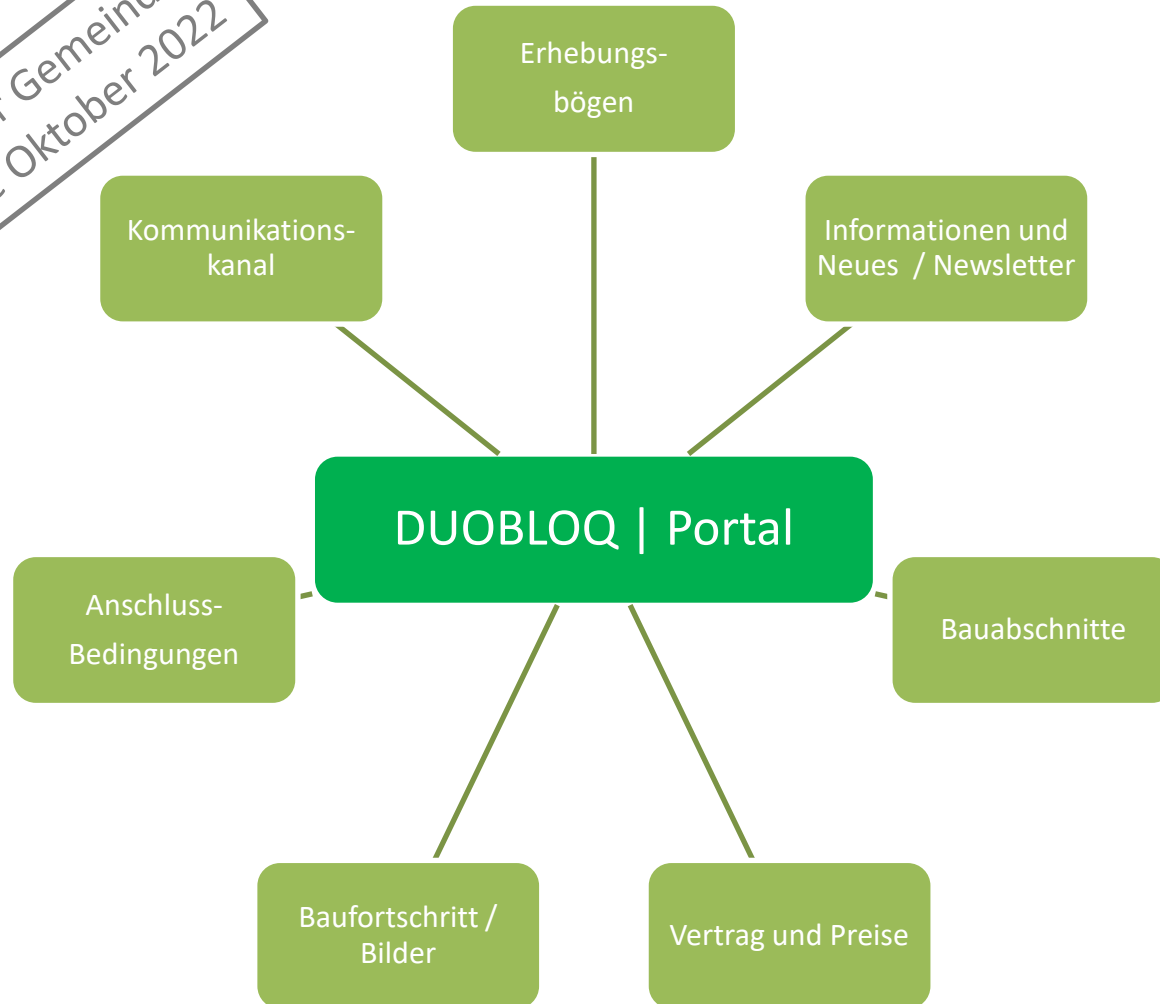 Gemeind
Oktober 2022
Erhebungs-
bögen
Kommunikations-
kanal
Informationen und
Neues / Newsletter
DUOBLOQ | Portal
Anschluss-
Bedingungen
Bauabschnitte
Baufortschritt /
Bilder
Vertrag und Preise